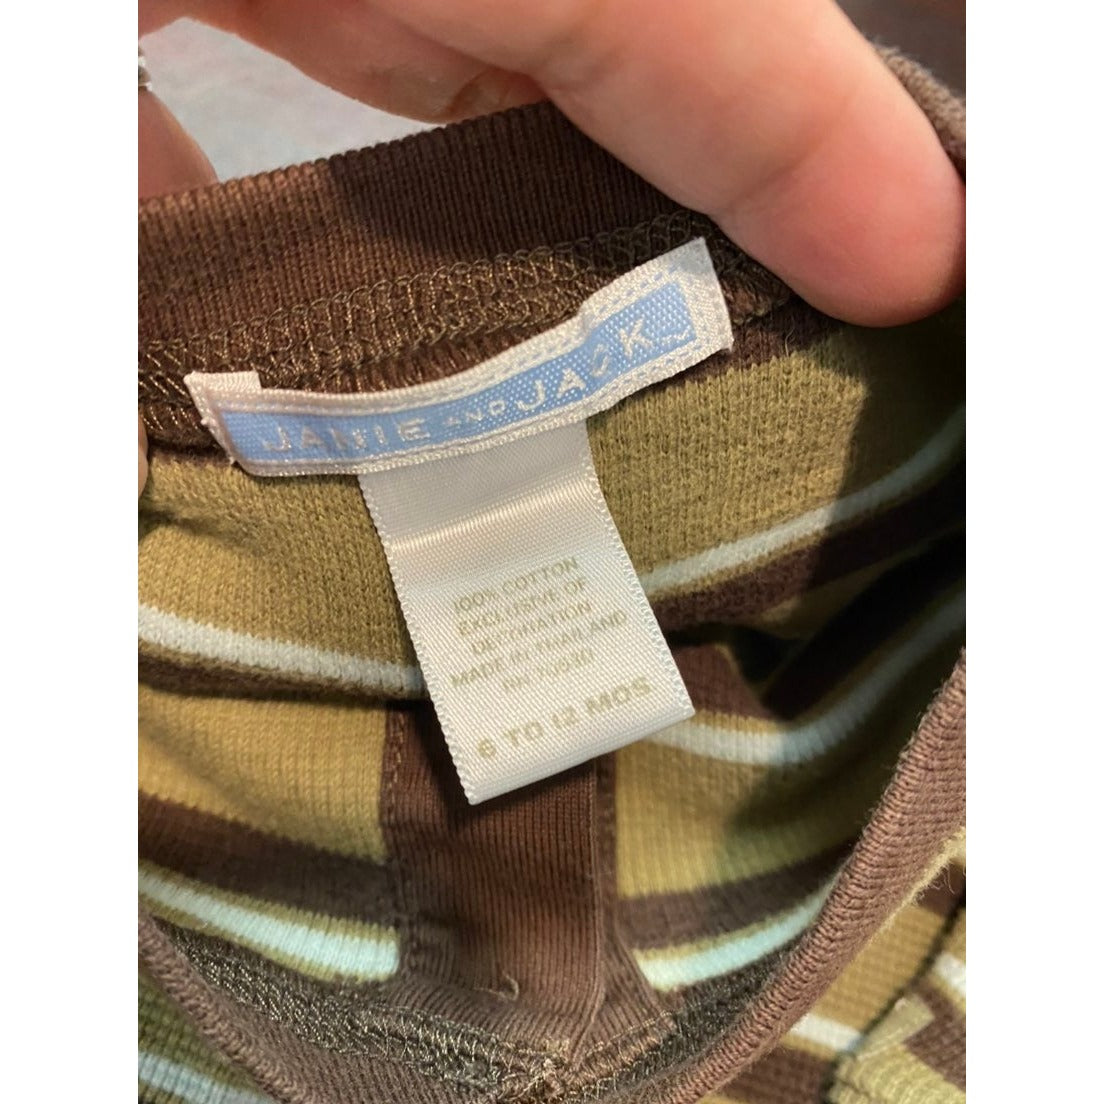 JANIE AND JACK
100% COTTON
EXCLUSIVE OF
DECORATION
MADE IN THAILAND
6 TO 12 MOS